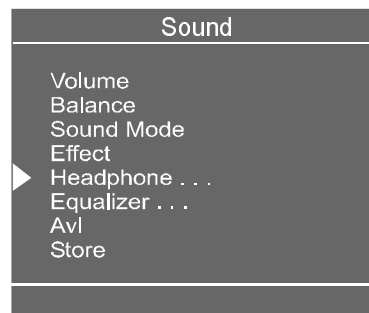 Sound
Volume
Balance
Sound Mode
Effect
Headphone . . .
Equalizer . . .
Avl
Store